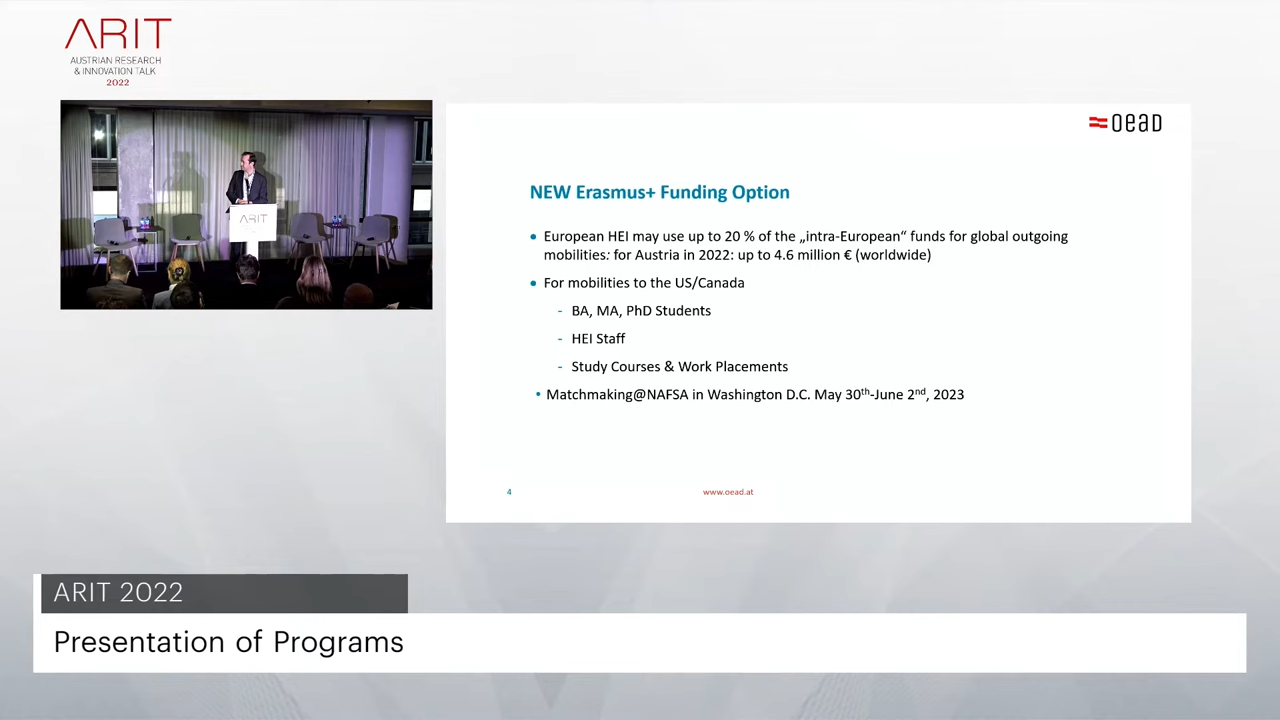 ARIT
AUSTRIAN RESEARCH
& INNOVATION TALK
2022
ARIT
oead
NEW Erasmus+ Funding Option
• European HEI may use up to 20 % of the „intra-European“ funds for global outgoing
mobilities: for Austria in 2022: up to 4.6 million € (worldwide)
• For mobilities to the US/Canada
- BA, MA, PhD Students
- HEI Staff
- Study Courses & Work Placements
• Matchmaking@NAFSA in Washington D.C. May 30th-June 2nd, 2023
4
www.oead.at
ARIT 2022
Presentation of Programs